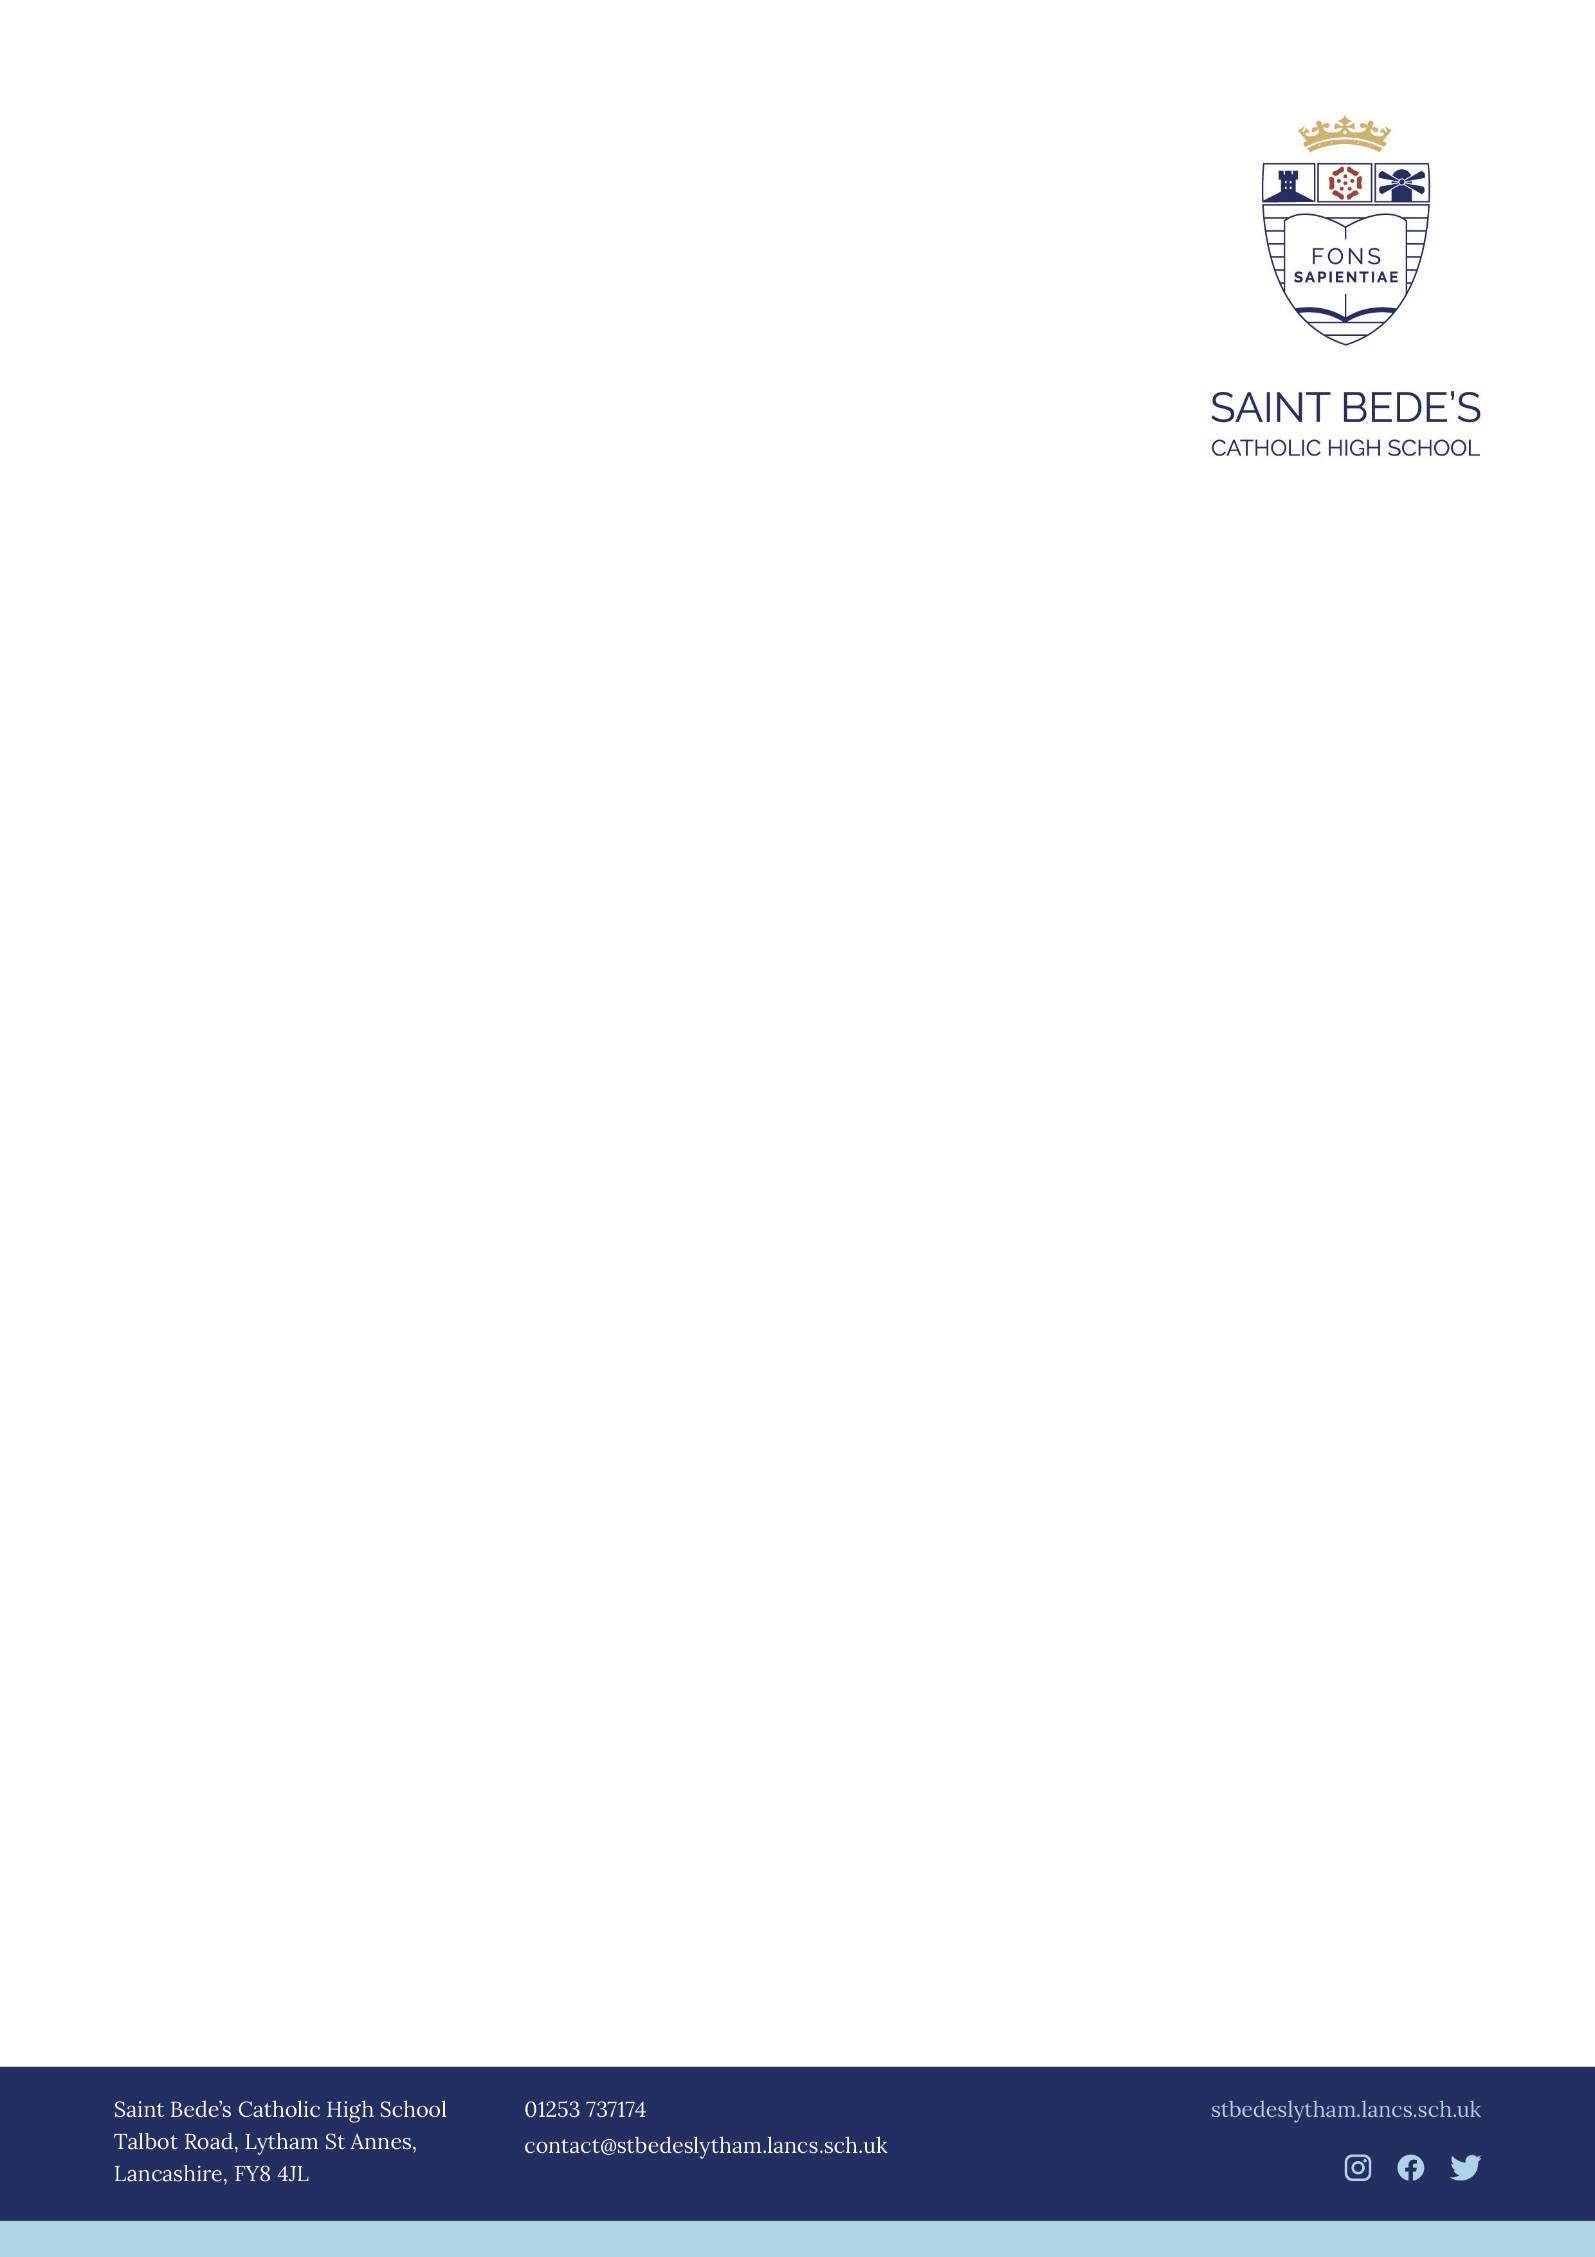 FONS
SAPIENTIAE
SAINT BEDE'S
CATHOLIC HIGH SCHOOL
Saint Bede’s Catholic High School
Talbot Road, Lytham St Annes,
Lancashire, FY8 4JL
01253 737174
contact@stbedeslytham.lancs.sch.uk
stbedeslytham.lancs.sch.uk